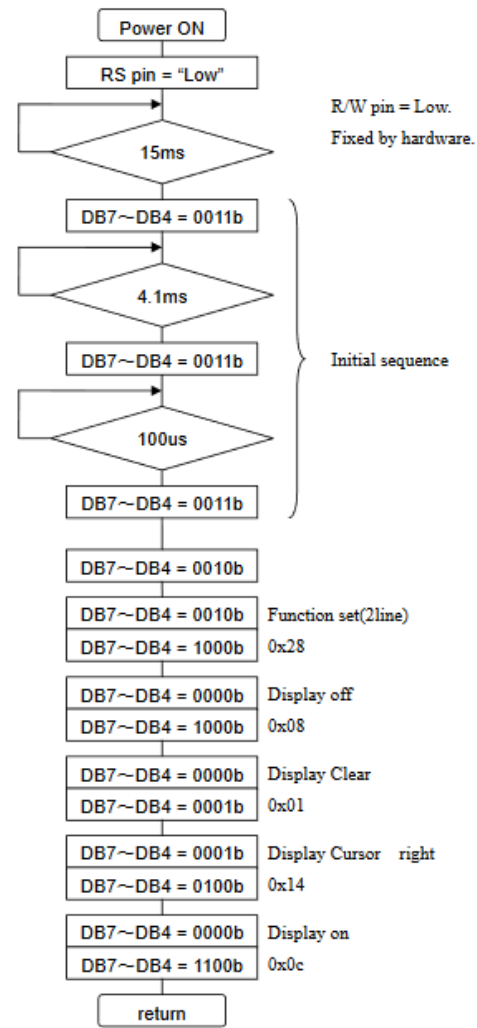 Power ON
RS pin = “Low”
R/W pin = Low.
Fixed by hardware.
15ms
DB7～DB4 = 0011b
4.1ms
DB7～DB4 = 0011b
Initial sequence
100us
DB7～DB4 = 0011b
DB7～DB4 = 0010b
DB7～DB4 = 0010b Function set(2line)
DB7～DB4 = 1000b 0x28
DB7～DB4 = 0000b Display off
DB7～DB4 = 1000b 0x08
DB7～DB4 = 0000b Display Clear
DB7～DB4 = 0001b 0x01
DB7～DB4 = 0001b Display Cursor right
DB7～DB4 = 0100b 0x14
DB7～DB4 = 0000b Display on
DB7～DB4 = 1100b 0x0c
return